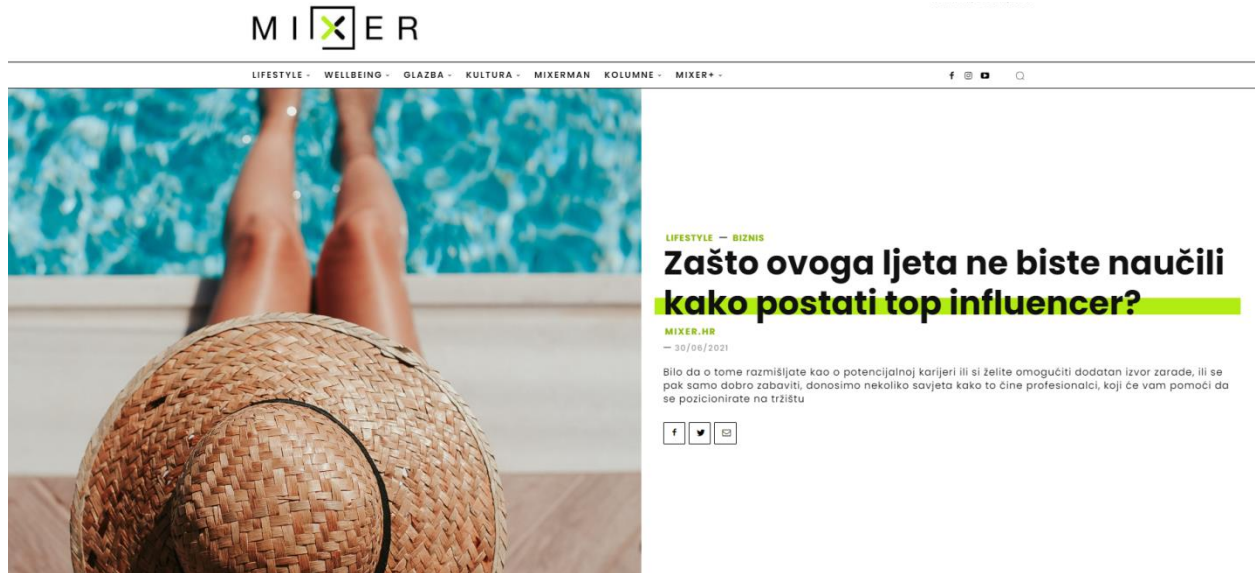 MIXER
LIFESTYLE WELLBEING GLAZBA KULTURA MIXERMAN KOLUMNE MIXER+
LIFESTYLE — BIZNIS
Zašto ovoga ljeta ne biste naučili
kako postati top influencer?
MIXER.HR
— 30/06/2021
Bilo da o tome razmišljate kao o potencijalnoj karijeri ili si želite omogućiti dodatan izvor zarade, ili se
pak samo dobro zabaviti, donosimo nekoliko savjeta kako to čine profesionalci, koji će vam pomoći da
se pozicionirate na tržištu